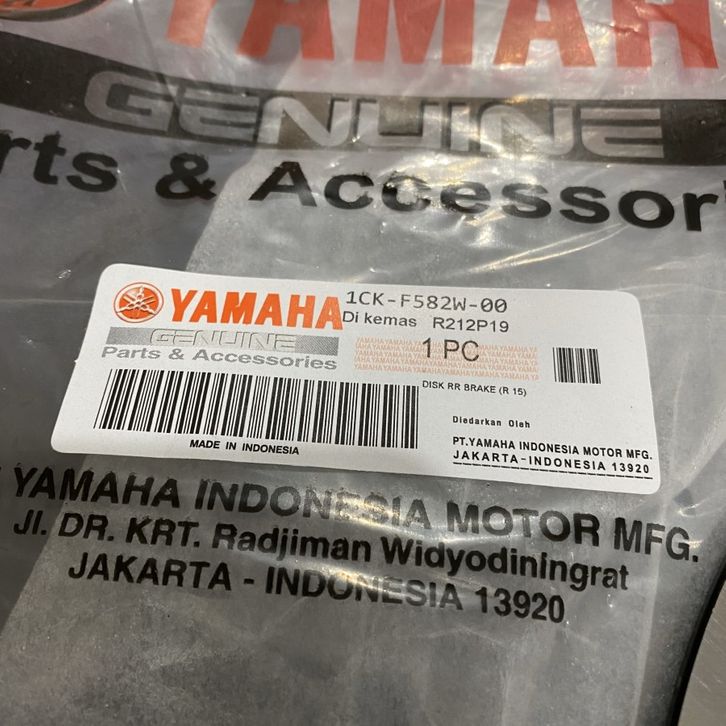 YAMAH
GENUINE
rts & Accessor
YAMAHA
GENUINE
Parts & Accessories
1CK-F582W-00
Di kemas R212P19
1 PC
DISK RR BRAKE (R 15)
MADE IN INDONESIA
Diedarkan Oleh
PT.YAMAHA INDONESIA MOTOR MFG.
JAKARTA-INDONESIA 13920
YAMAHA INDONESIA MOTOR MFG.
Jl. DR. KRT. Radjiman Widyodiningrat
JAKARTA - INDONESIA 13920